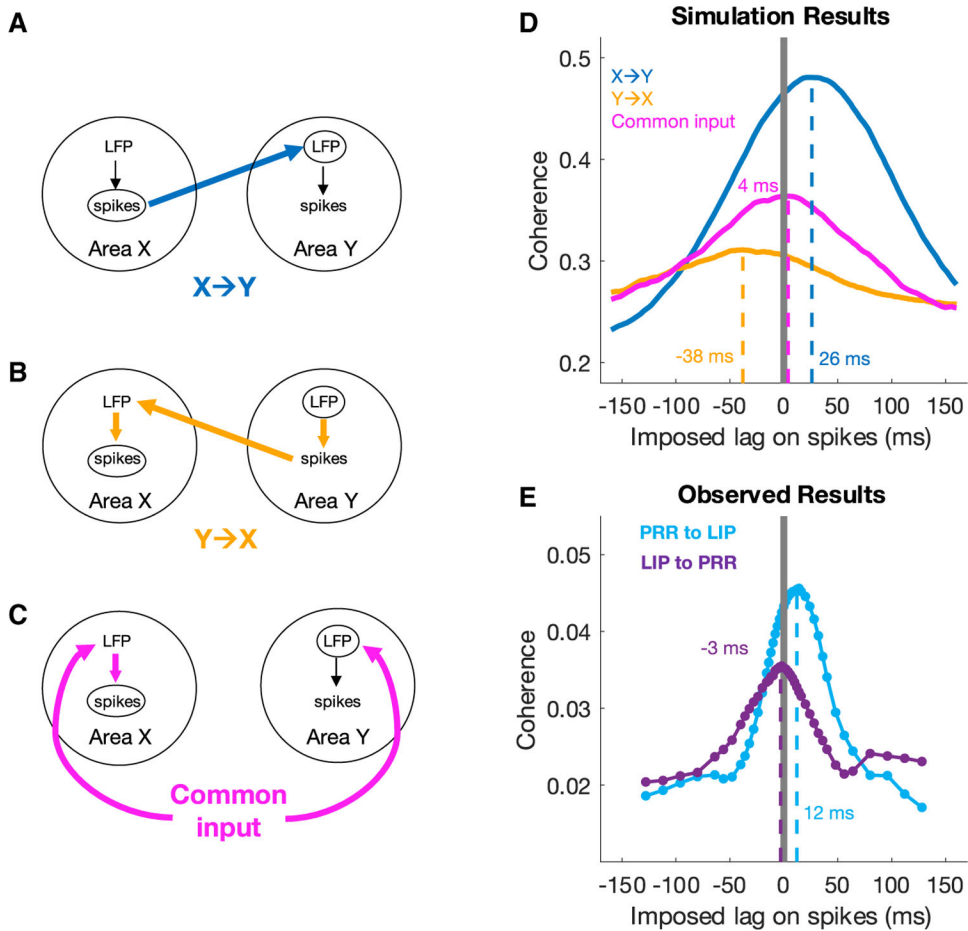 A
LFP
spikes
Area X
LFP
spikes
Area Y
X→Y
B
LFP
spikes
Area X
LFP
spikes
Area Y
Y→X
C
LFP
spikes
Area X
LFP
spikes
Area Y
Common
input
D
Simulation Results
X→Y
Y→X
Common input
4 ms
-38 ms
26 ms
0.5
0.4
0.3
0.2
Coherence
-150 -100 -50 0 50 100 150
Imposed lag on spikes (ms)
E
Observed Results
PRR to LIP
LIP to PRR
-3 ms
12 ms
0.05
0.04
0.03
0.02
Coherence
-150 -100 -50 0 50 100 150
Imposed lag on spikes (ms)